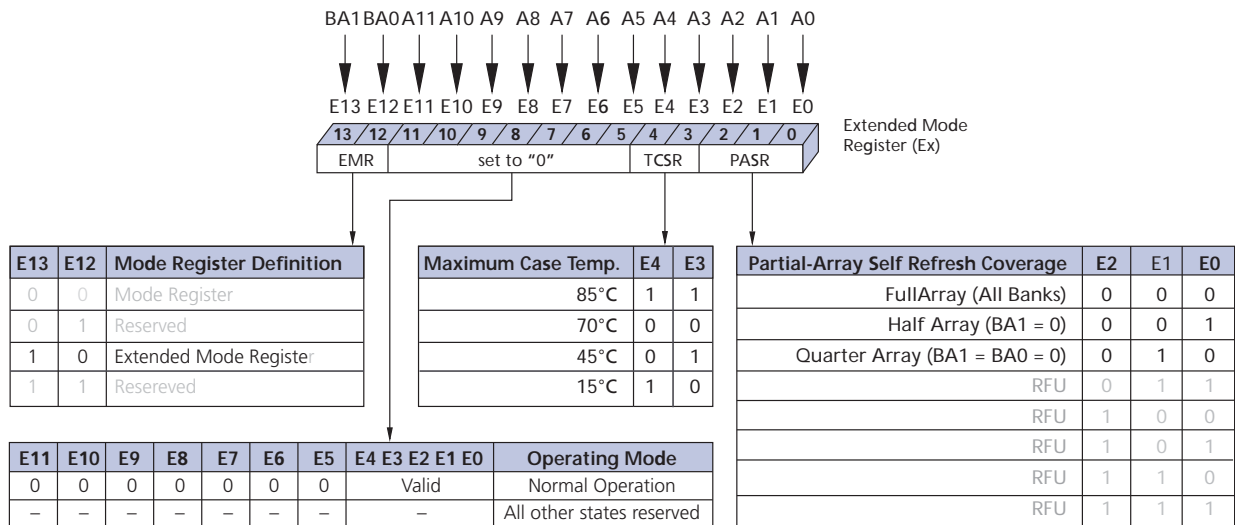 BA1 BA0 A11 A10 A9 A8 A7 A6 A5 A4 A3 A2 A1 A0
E13 E12 E11 E10 E9 E8 E7 E6 E5 E4 E3 E2 E1 E0
13 12 11 10 9 8 7 6 5 4 3 2 1 0
EMR set to "0" TCSR PASR
Extended Mode
Register (Ex)
E13 E12 Mode Register Definition
0 0 Mode Register
0 1 Reserved
1 0 Extended Mode Register
1 1 Resereved
Maximum Case Temp. E4 E3
85°C 1 1
70°C 0 0
45°C 0 1
15°C 1 0
Partial-Array Self Refresh Coverage E2 E1 E0
FullArray (All Banks) 0 0 0
Half Array (BA1 = 0) 0 0 1
Quarter Array (BA1 = BA0 = 0) 0 1 0
RFU 0 1 1
RFU 1 0 0
RFU 1 0 1
RFU 1 1 0
RFU 1 1 1
E11 E10 E9 E8 E7 E6 E5 E4 E3 E2 E1 E0 Operating Mode
0 0 0 0 0 0 0 Valid Normal Operation
– – – – – – – – All other states reserved